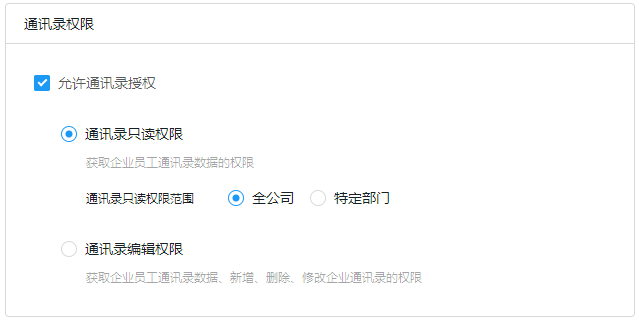 通讯录权限
允许通讯录授权
通讯录只读权限
获取企业员工通讯录数据的权限
通讯录只读权限范围 全公司 特定部门
通讯录编辑权限
获取企业员工通讯录数据、新增、删除、修改企业通讯录的权限